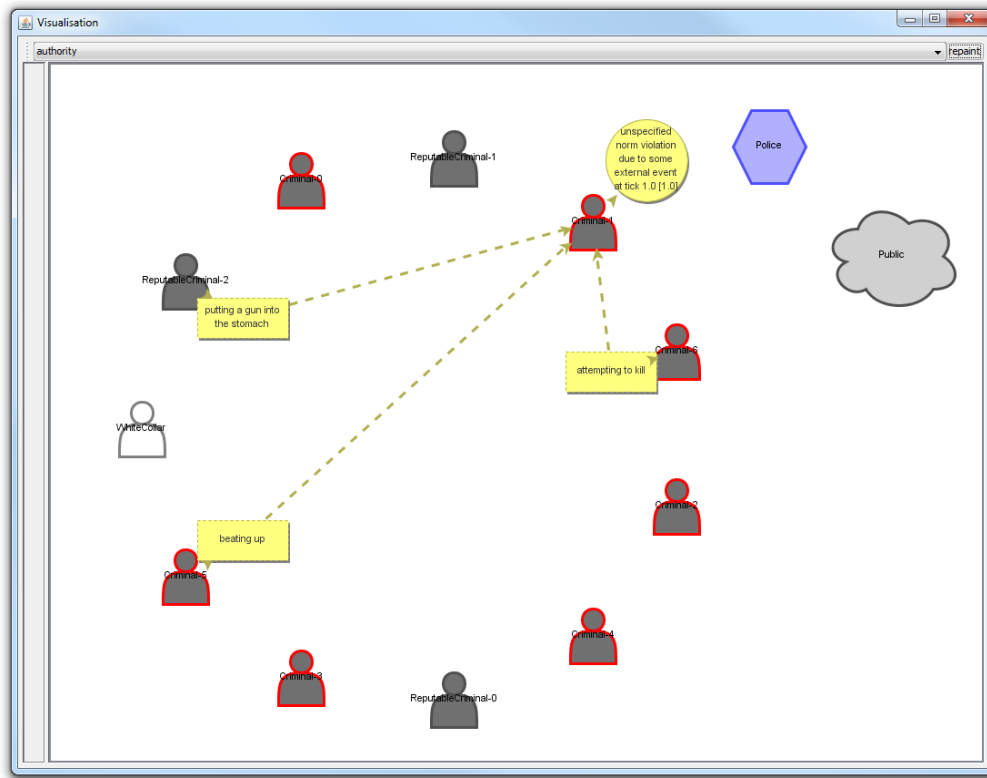 Visualisation
authority
repaint
unspecified
norm violation
due to some
external event
at tick 1.0 [1.0]
Police
ReputableCriminal-1
Criminal-0
Criminal-1
Public
ReputableCriminal-2
putting a gun into
the stomach
Criminal-6
attempting to kill
WhiteCollar
Criminal-2
beating up
Criminal-5
Criminal-4
Criminal-3
ReputableCriminal-0